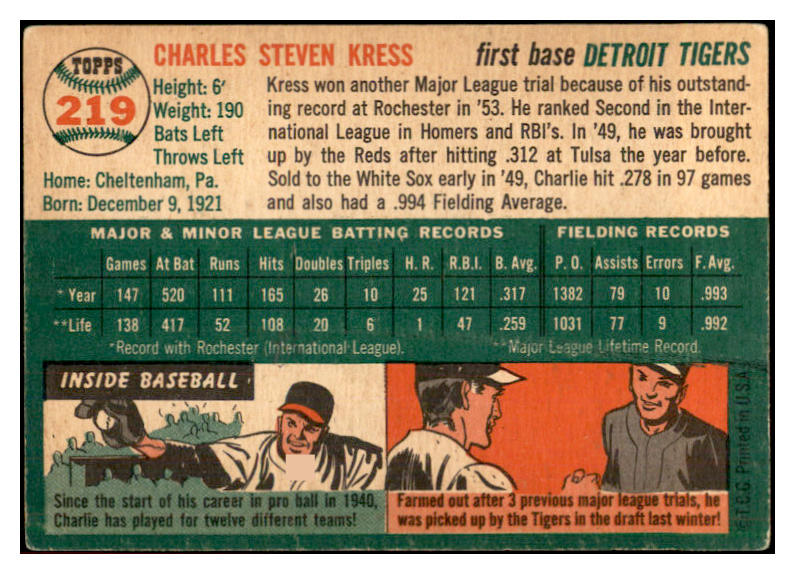 TOPPS
219
CHARLES STEVEN KRESS
first base DETROIT TIGERS
Height: 6'
Weight: 190
Bats Left
Throws Left
Home: Cheltenham, Pa.
Born: December 9, 1921
Kress won another Major League trial because of his outstand-
ing record at Rochester in '53. He ranked Second in the Inter-
national League in Homers and RBI's. In '49, he was brought
up by the Reds after hitting .312 at Tulsa the year before.
Sold to the White Sox early in '49, Charlie hit .278 in 97 games
and also had a .994 Fielding Average.
MAJOR & MINOR LEAGUE BATTING RECORDS FIELDING RECORDS
Games At Bat Runs Hits Doubles Triples H. R. R.B.I. B. Avg. P. O. Assists Errors F. Avg.
*Year 147 520 111 165 26 10 25 121 .317 1382 79 10 .993
**Life 138 417 52 108 20 6 1 47 .259 1031 77 9 .992
*Record with Rochester (International League). **Major League Lifetime Record.
INSIDE BASEBALL
Since the start of his career in pro ball in 1940,
Charlie has played for twelve different teams!
Farmed out after 3 previous major league trials, he
was picked up by the Tigers in the draft last winter!
© T.C.G. Printed in U.S.A.